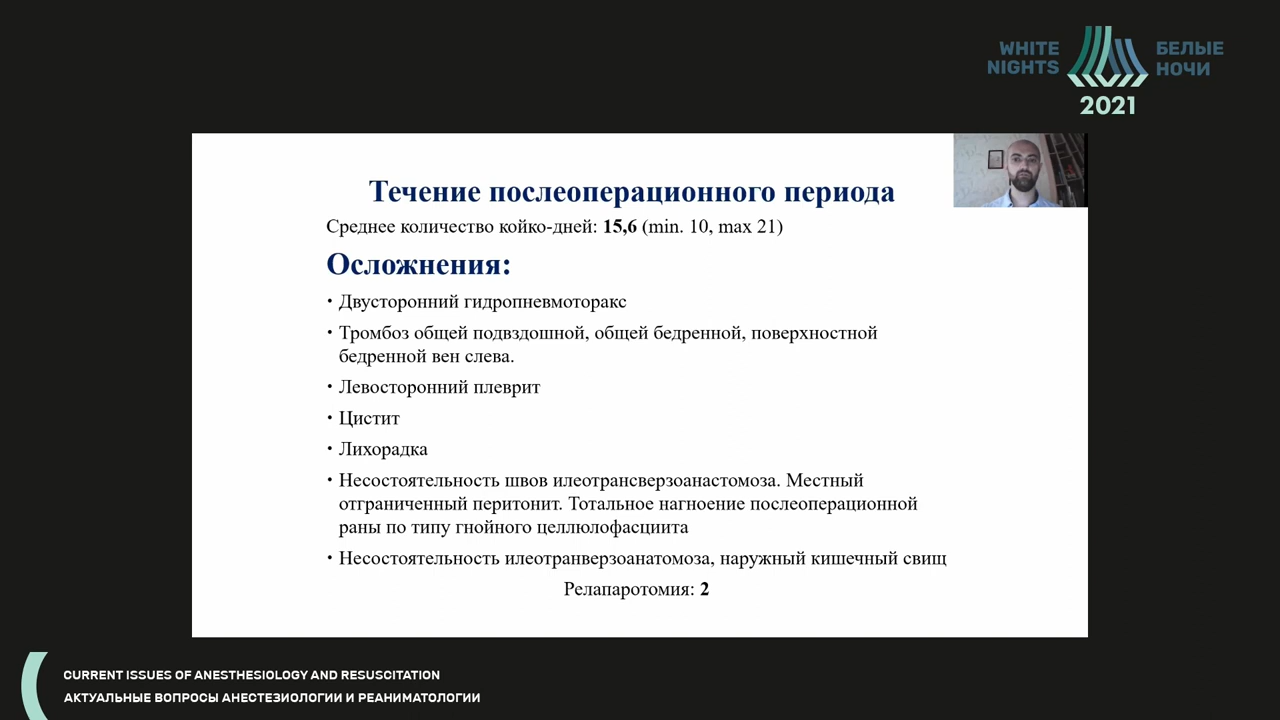 WHITE
NIGHTS
БЕЛЫЕ
НОЧИ
2021
Течение послеоперационного периода
Среднее количество койко-дней: 15,6 (min. 10, max 21)
Осложнения:
• Двусторонний гидропневмоторакс
• Тромбоз общей подвздошной, общей бедренной, поверхностной
бедренной вен слева.
• Левосторонний плеврит
• Цистит
• Лихорадка
• Несостоятельность швов илеотрансверзоанастомоза. Местный
отграниченный перитонит. Тотальное нагноение послеоперационной
раны по типу гнойного целлюлофасциита
• Несостоятельность илеотранверзоанатомоза, наружный кишечный свищ
Релапаротомия: 2
CURRENT ISSUES OF ANESTHESIOLOGY AND RESUSCITATION
АКТУАЛЬНЫЕ ВОПРОСЫ АНЕСТЕЗИОЛОГИИ И РЕАНИМАТОЛОГИИ